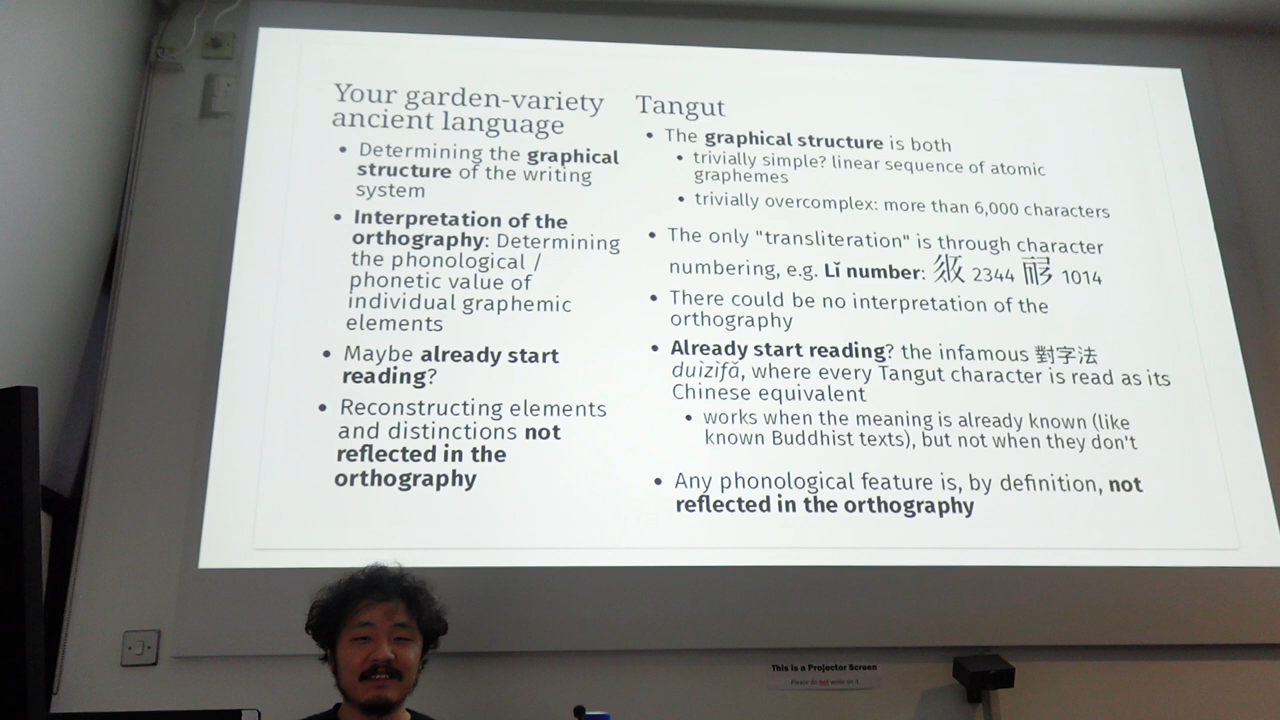 Your garden-variety
ancient language
• Determining the graphical
structure of the writing
system
• Interpretation of the
orthography: Determining
the phonological /
phonetic value of
individual graphemic
elements
• Maybe already start
reading?
• Reconstructing elements
and distinctions not
reflected in the
orthography
Tangut
• The graphical structure is both
• trivially simple? linear sequence of atomic
graphemes
• trivially overcomplex: more than 6,000 characters
• The only "transliteration" is through character
numbering, e.g. Lǐ number: 2344 1014
• There could be no interpretation of the
orthography
• Already start reading? the infamous 對字法
duìzìfǎ, where every Tangut character is read as its
Chinese equivalent
• works when the meaning is already known (like
known Buddhist texts), but not when they don't
• Any phonological feature is, by definition, not
reflected in the orthography
This is a Projector Screen
Please do not write on it.